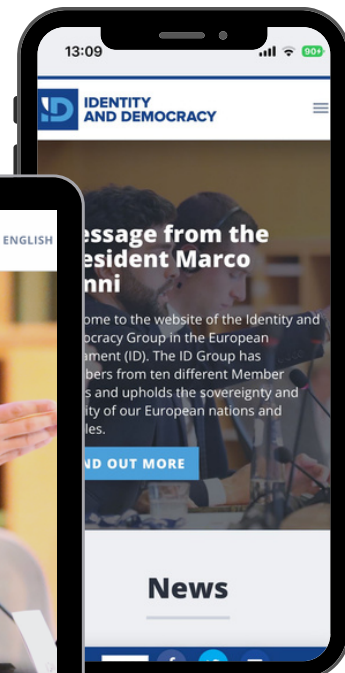 13:09
90+
IDENTITY
AND DEMOCRACY
ENGLISH
essage from the
esident Marco
nni
ome to the website of the Identity and
ocracy Group in the European
ament (ID). The ID Group has
bers from ten different Member
s and upholds the sovereignty and
ity of our European nations and
les.
ND OUT MORE
News